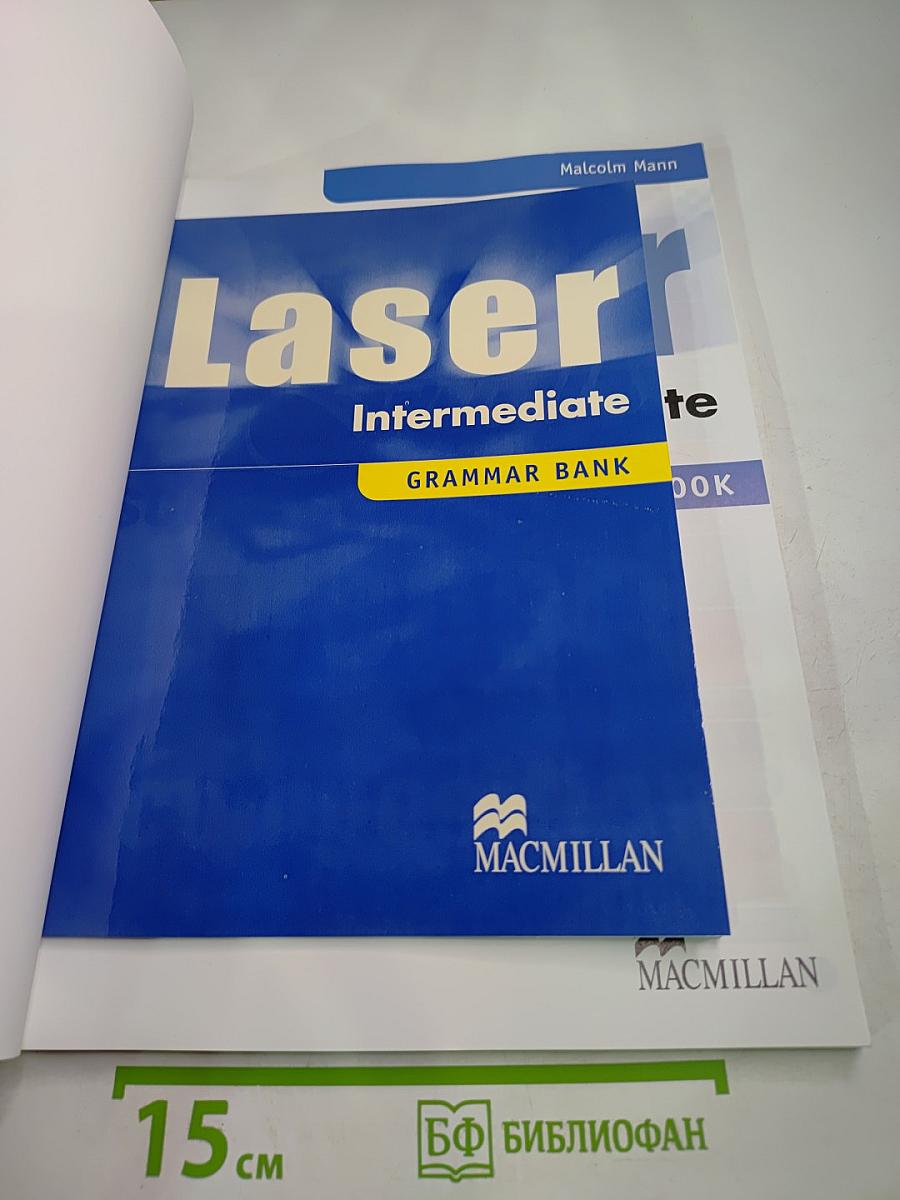 Malcolm Mann
Laser
r
Intermediate
te
GRAMMAR BANK
OOK
MACMILLAN
MACMILLAN
15 см
БФ БИБЛИОФАН